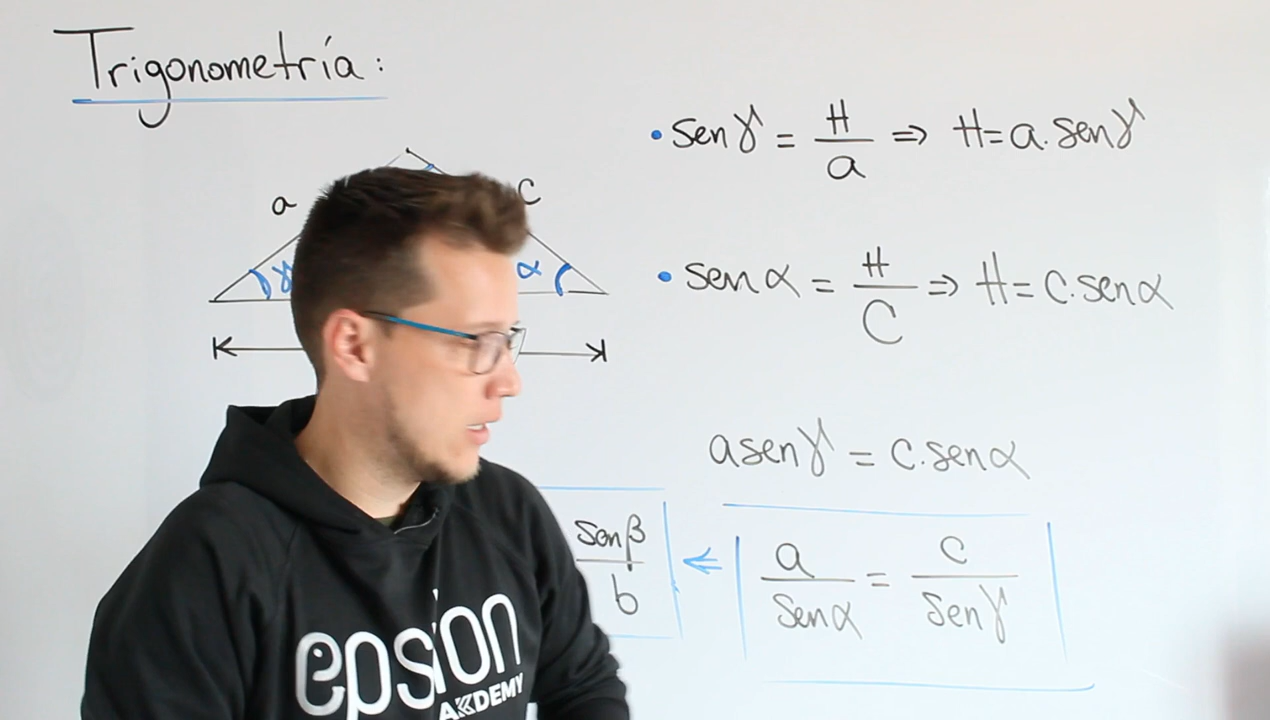 Trigonometría:
• sen γ = H/a ⇒ H = a. sen γ
a
c
γ
α
• sen α = H/C ⇒ H = C. sen α
a sen γ = c. sen α
sen β / b ⇐ a / sen α = c / sen γ
epsilon
AKDEMY